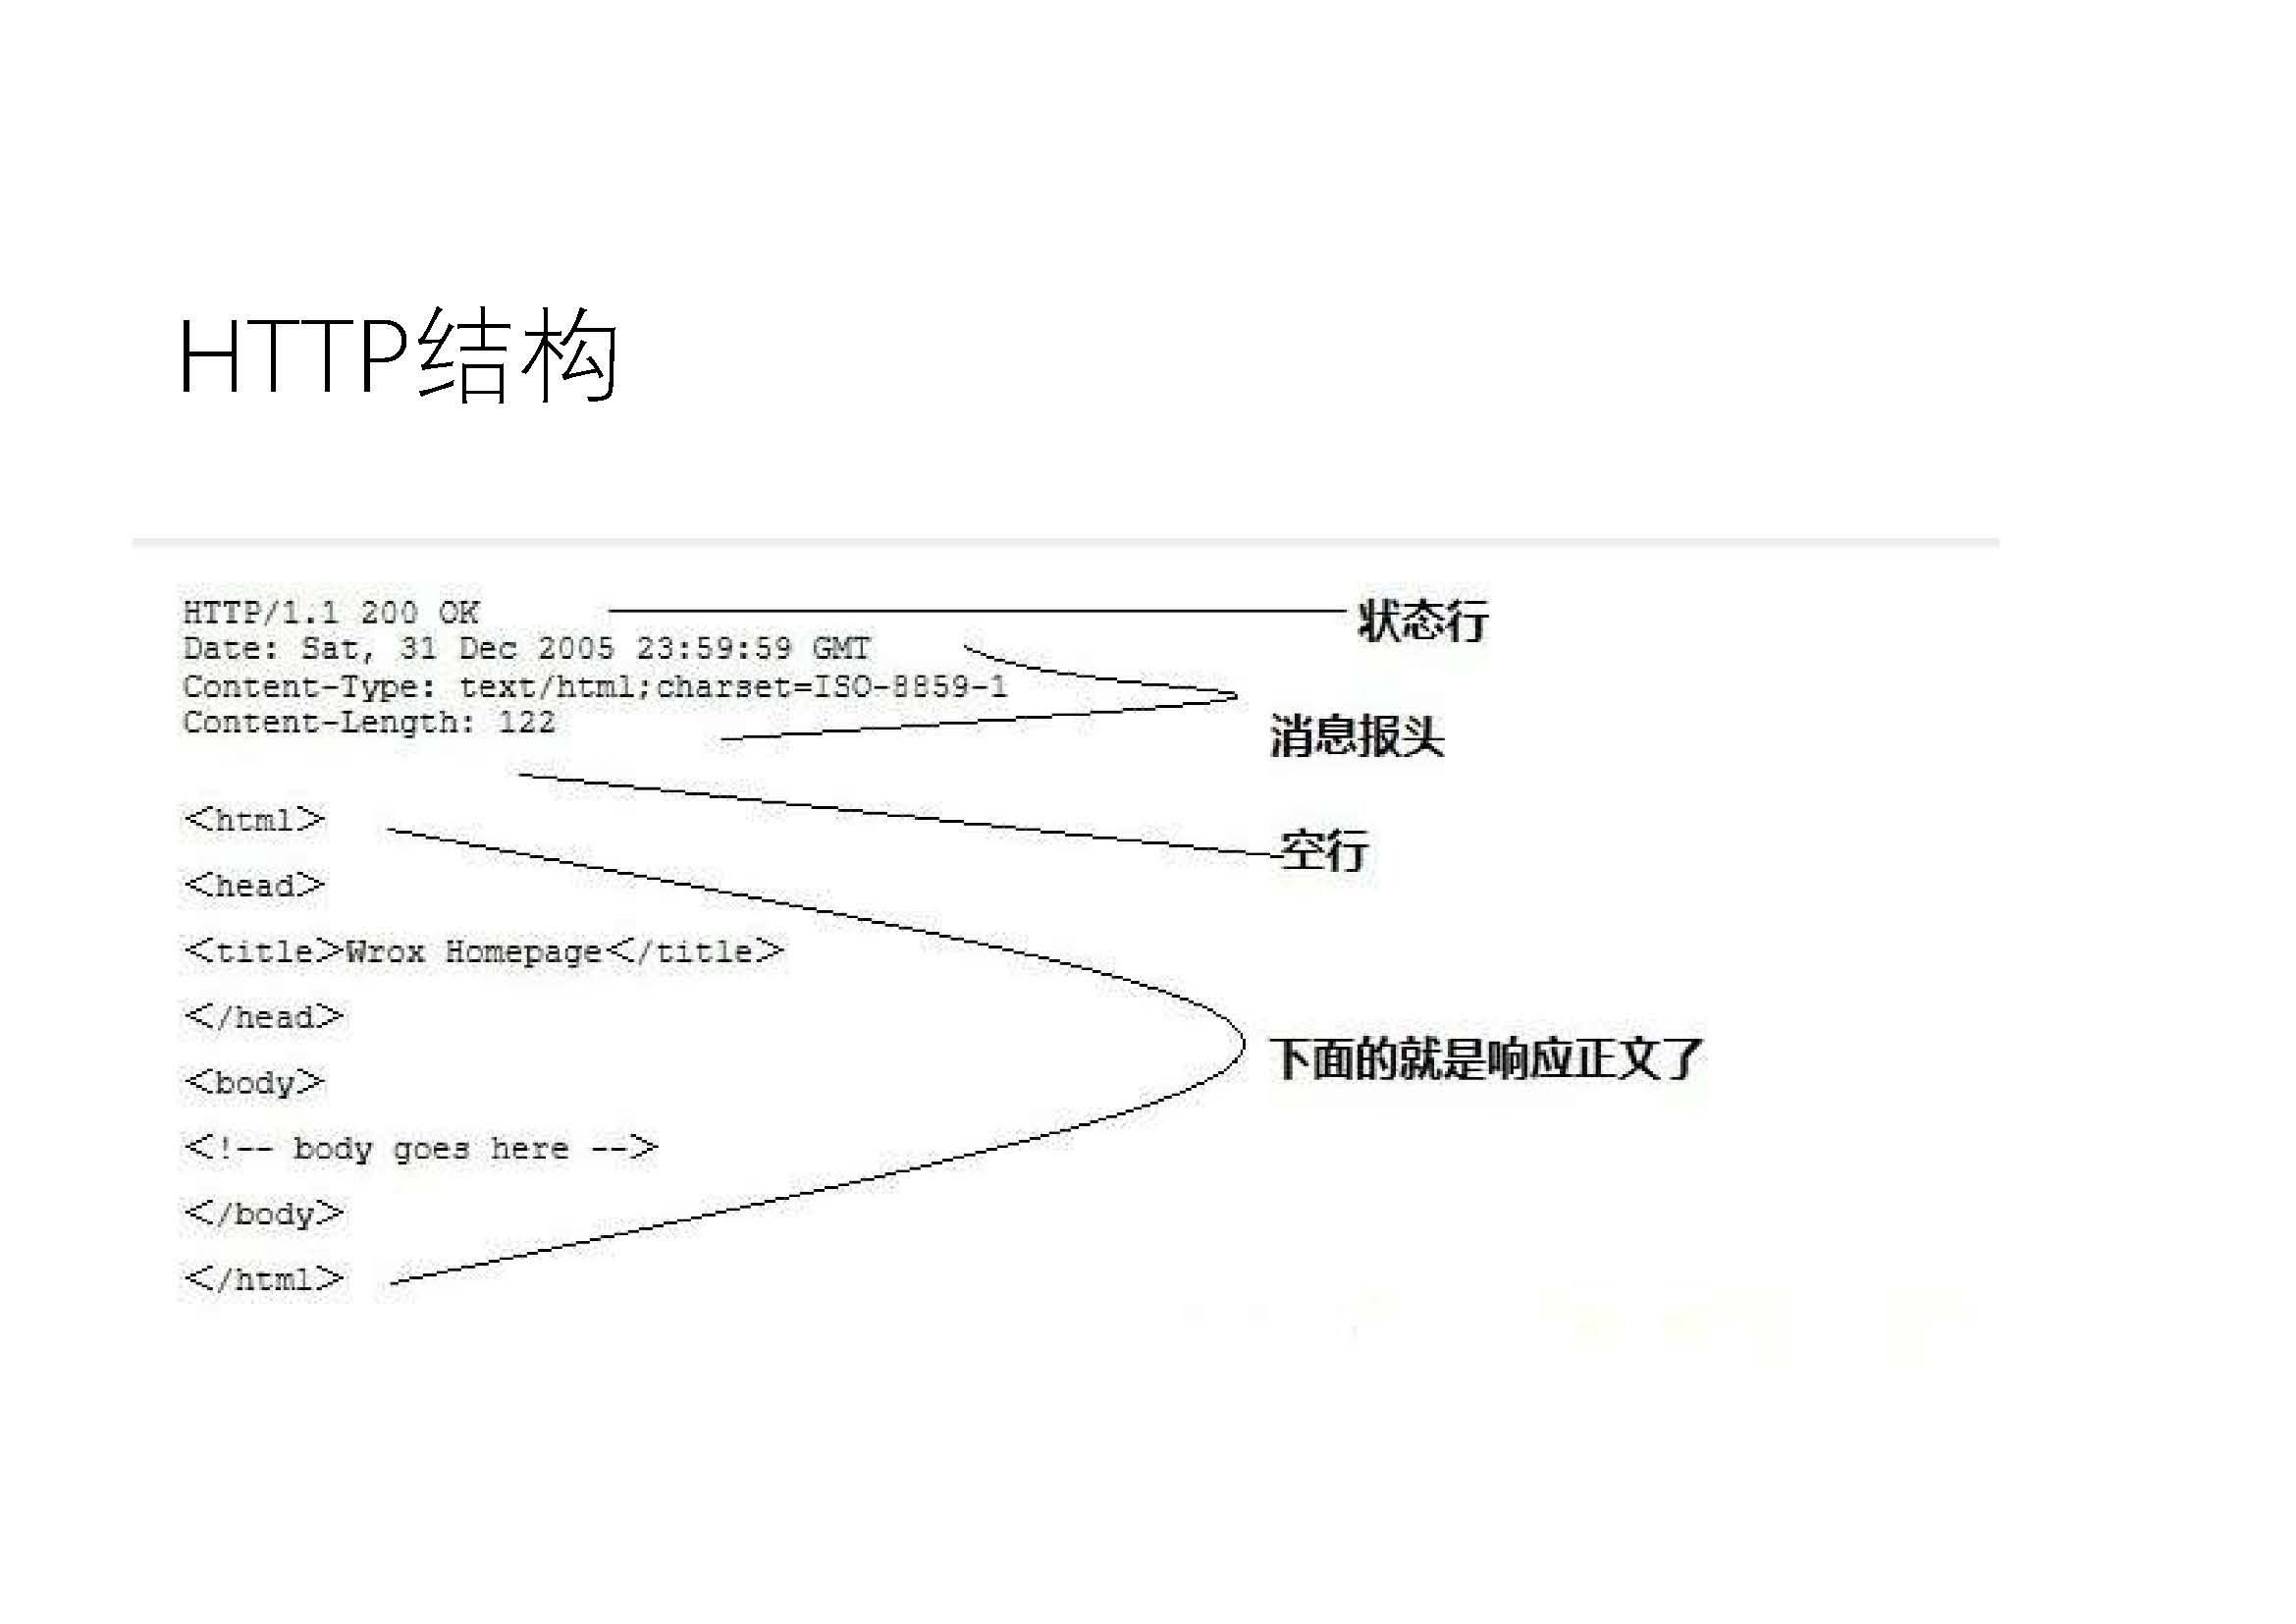 HTTP结构
HTTP/1.1 200 OK
状态行
Date: Sat, 31 Dec 2005 23:59:59 GMT
Content-Type: text/html;charset=ISO-8859-1
Content-Length: 122
消息报头
空行
<html>
<head>
<title>Wrox Homepage</title>
</head>
下面的就是响应正文了
<body>
<!-- body goes here -->
</body>
</html>